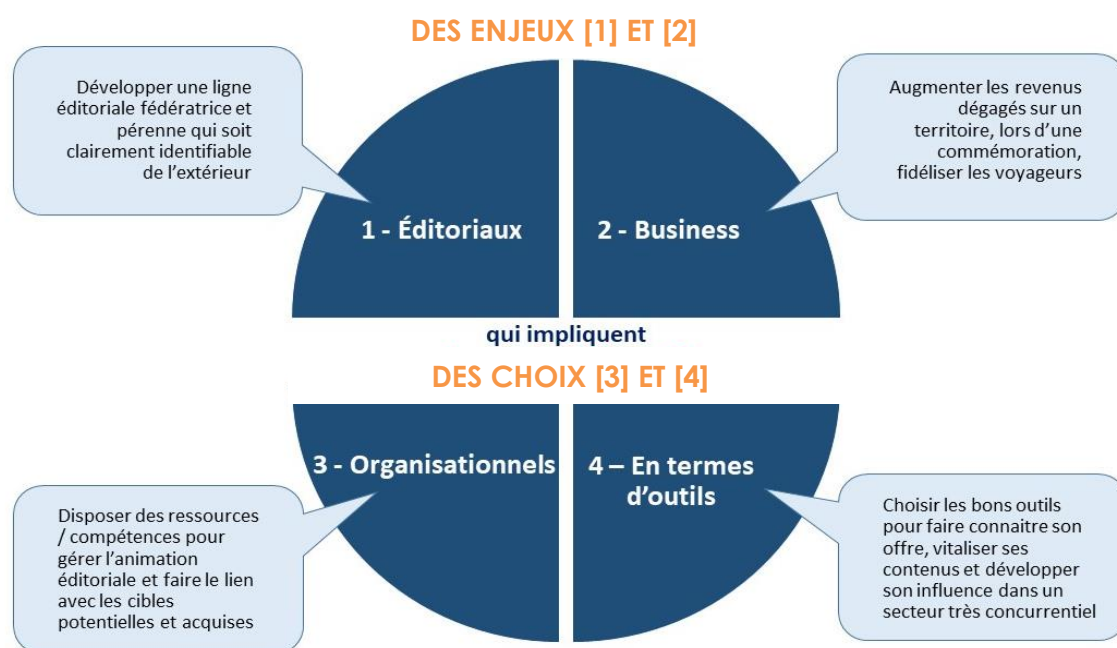 DES ENJEUX [1] ET [2]
Développer une ligne
éditoriale fédératrice et
pérenne qui soit
clairement identifiable
de l'extérieur
Augmenter les revenus
dégagés sur un
territoire, lors d'une
commémoration,
fidéliser les voyageurs
1 - Éditoriaux
2 - Business
qui impliquent
DES CHOIX [3] ET [4]
3 - Organisationnels
4 – En termes
d'outils
Disposer des ressources
/ compétences pour
gérer l'animation
éditoriale et faire le lien
avec les cibles
potentielles et acquises
Choisir les bons outils
pour faire connaitre son
offre, vitaliser ses
contenus et développer
son influence dans un
secteur très concurrentiel